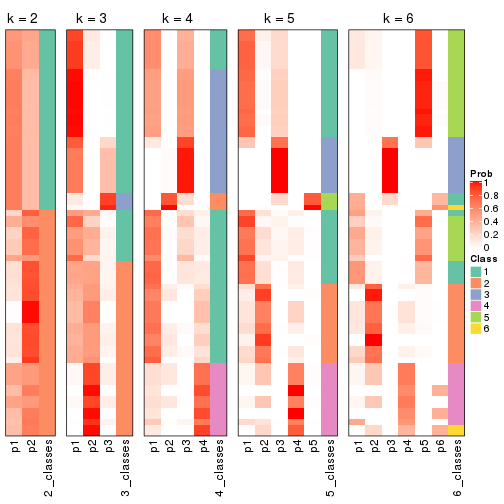 k = 2
k = 3
k = 4
k = 5
k = 6
Prob
1
0.8
0.6
0.4
0.2
0
Class
1
2
3
4
5
6
p1
p2
2_classes
p1
p2
p3
3_classes
p1
p2
p3
p4
4_classes
p1
p2
p3
p4
p5
5_classes
p1
p2
p3
p4
p5
p6
6_classes